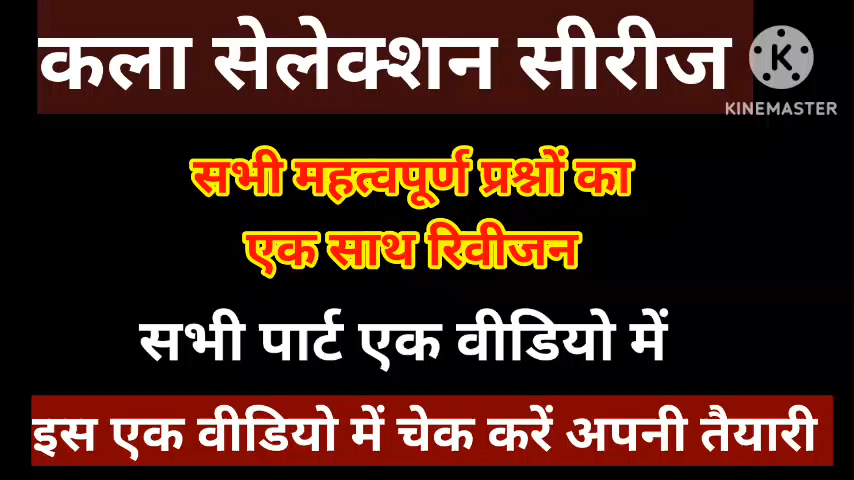 कला सेलेक्शन सीरीज
K
KINEMASTER
सभी महत्वपूर्ण प्रश्नों का
एक साथ रिवीजन
सभी पार्ट एक वीडियो में
इस एक वीडियो में चेक करें अपनी तैयारी